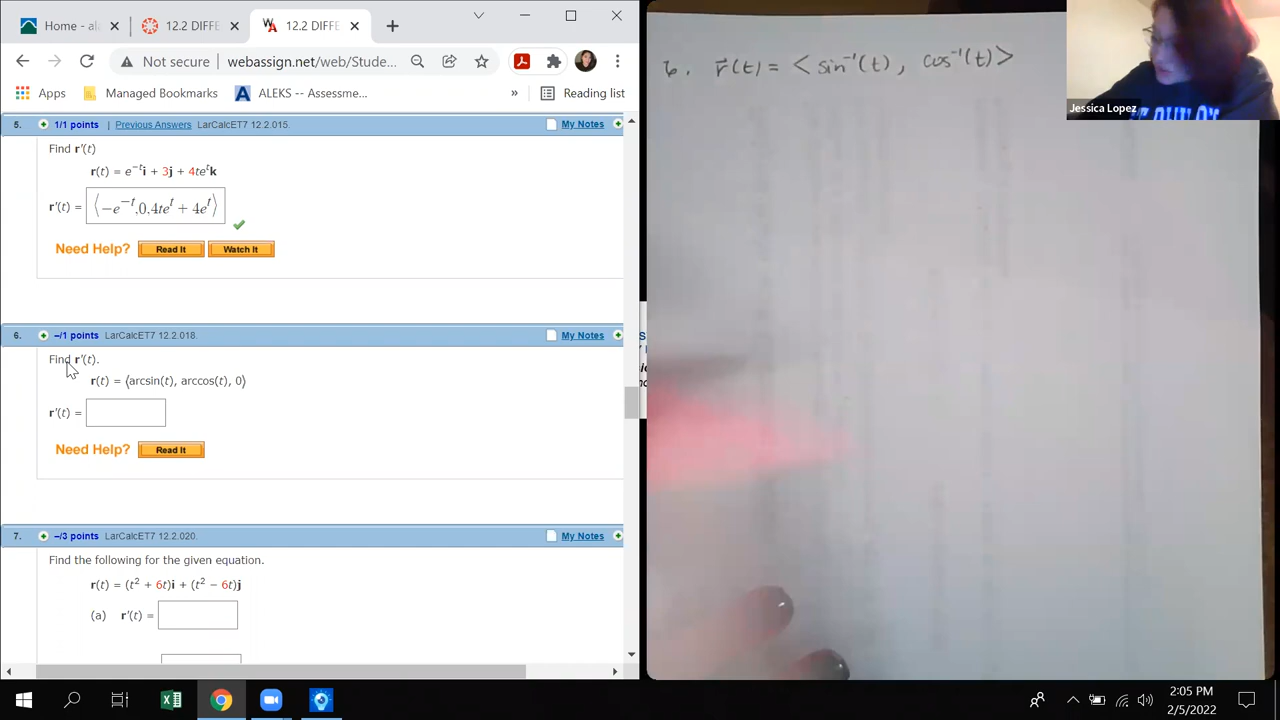 Home - al
12.2 DIFFE
12.2 DIFFE
Not secure
webassign.net/web/Stude...
Apps
Managed Bookmarks
ALEKS -- Assessme...
»
Reading list
5.
1/1 points | Previous Answers LarCalcET7 12.2.015.
My Notes
Find r'(t)
r(t) = e^−t i + 3j + 4te^t k
r'(t) = ⟨−e^−t,0,4te^t + 4e^t⟩
Need Help? Read It Watch It
6.
–/1 points LarCalcET7 12.2.018.
My Notes
Find r'(t).
r(t) = ⟨arcsin(t), arccos(t), 0⟩
r'(t) =
Need Help? Read It
7.
–/3 points LarCalcET7 12.2.020.
My Notes
Find the following for the given equation.
r(t) = (t² + 6t)i + (t² − 6t)j
(a) r'(t) =
6. r⃗(t) = < sin⁻¹(t), cos⁻¹(t) >
Jessica Lopez
2:05 PM
2/5/2022